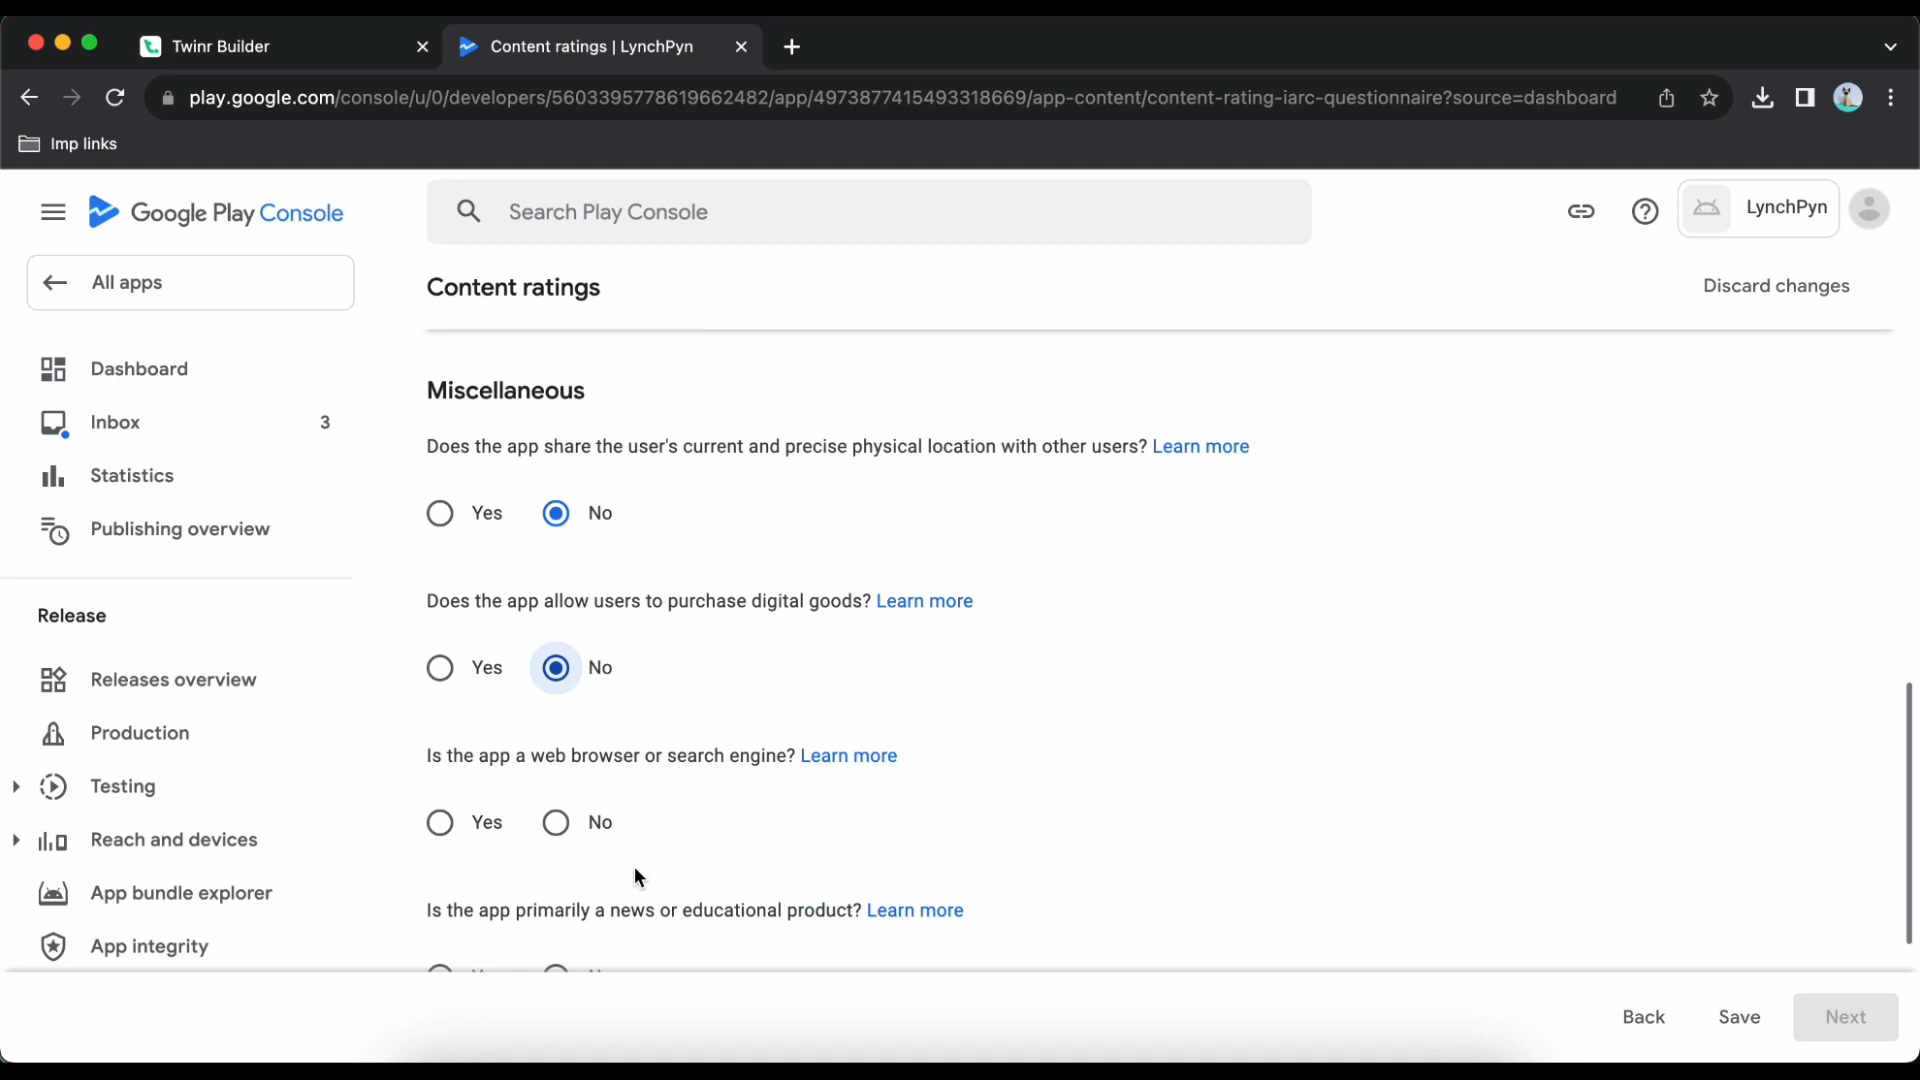 Twinr Builder
Content ratings | LynchPyn
play.google.com/console/u/0/developers/5603395778619662482/app/4973877415493318669/app-content/content-rating-iarc-questionnaire?source=dashboard
Imp links
Google Play Console
Search Play Console
LynchPyn
All apps
Content ratings
Discard changes
Dashboard
Inbox 3
Statistics
Publishing overview
Release
Releases overview
Production
Testing
Reach and devices
App bundle explorer
App integrity
Miscellaneous
Does the app share the user's current and precise physical location with other users? Learn more
Yes No
Does the app allow users to purchase digital goods? Learn more
Yes No
Is the app a web browser or search engine? Learn more
Yes No
Is the app primarily a news or educational product? Learn more
Back Save Next